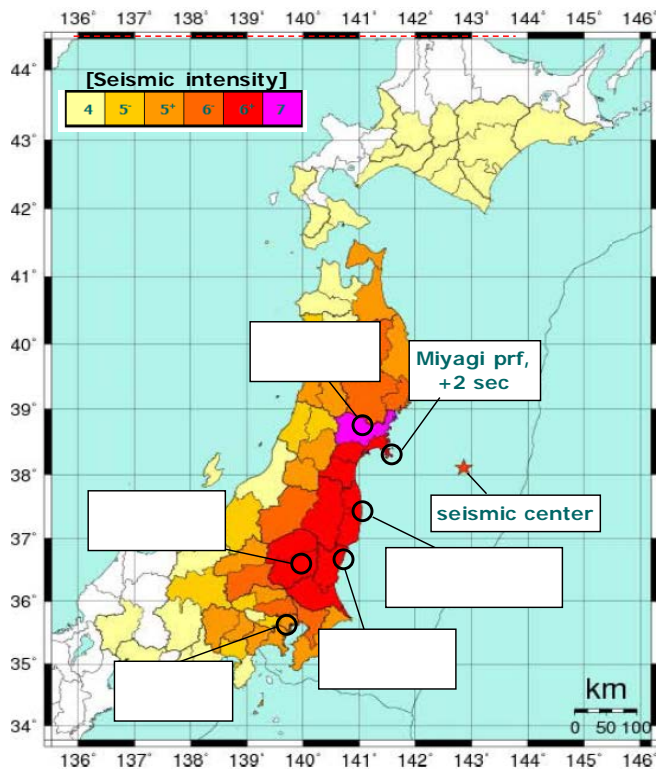 136° 137° 138° 139° 140° 141° 142° 143° 144° 145° 146°
44°
[Seismic intensity]
4 5⁻ 5⁺ 6⁻ 6⁺ 7
43°
42°
41°
40°
Miyagi prf,
+2 sec
39°
38°
seismic center
37°
36°
35°
km
0 50 100
34°
136° 137° 138° 139° 140° 141° 142° 143° 144° 145° 146°